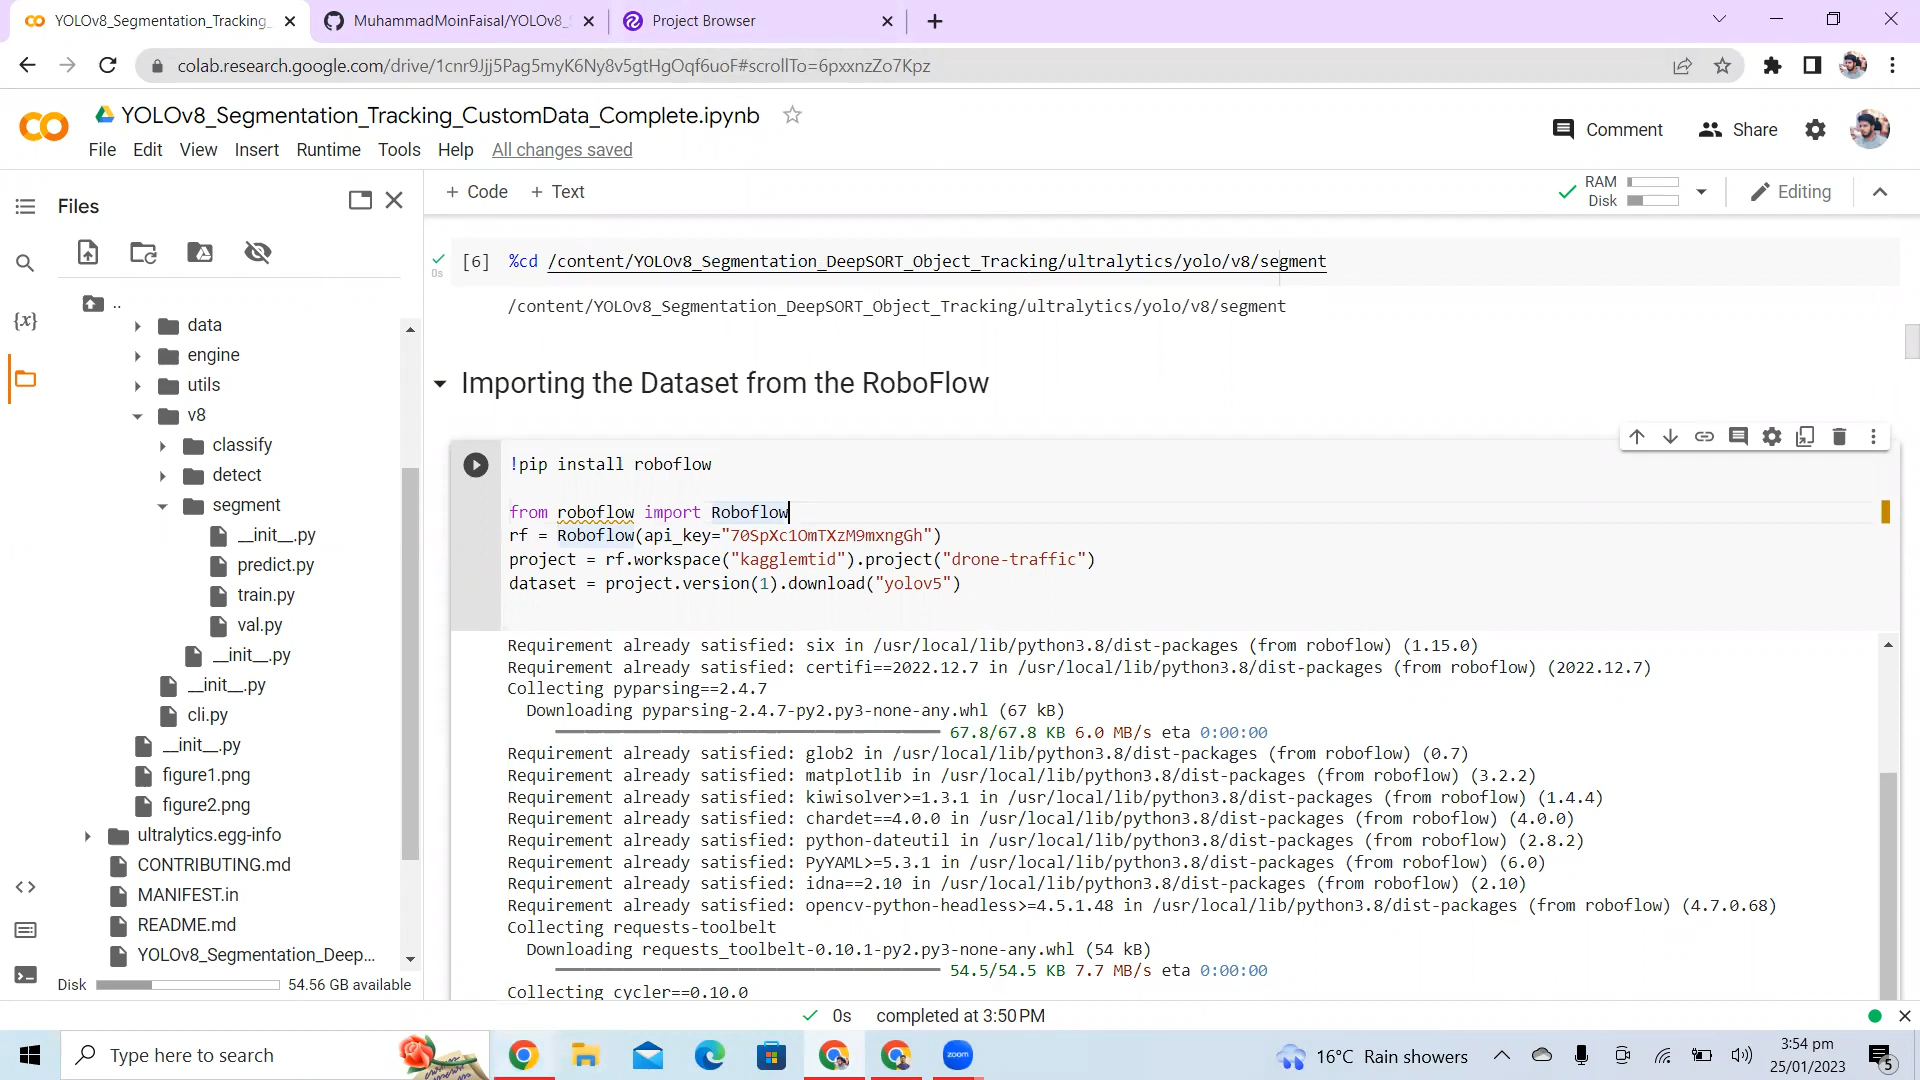 YOLOv8_Segmentation_Tracking_
MuhammadMoinFaisal/YOLOv8_S
Project Browser
colab.research.google.com/drive/1cnr9Jjj5Pag5myK6Ny8v5gtHgOqf6uoF#scrollTo=6pxxnzZo7Kpz
CO
YOLOv8_Segmentation_Tracking_CustomData_Complete.ipynb
Comment
Share
File Edit View Insert Runtime Tools Help All changes saved
Files
+ Code + Text
RAM
Disk
Editing
..
data
engine
utils
v8
classify
detect
segment
__init__.py
predict.py
train.py
val.py
__init__.py
__init__.py
cli.py
__init__.py
figure1.png
figure2.png
ultralytics.egg-info
CONTRIBUTING.md
MANIFEST.in
README.md
YOLOv8_Segmentation_Deep...
Disk 54.56 GB available
{x}
0s
[6] %cd /content/YOLOv8_Segmentation_DeepSORT_Object_Tracking/ultralytics/yolo/v8/segment
/content/YOLOv8_Segmentation_DeepSORT_Object_Tracking/ultralytics/yolo/v8/segment
Importing the Dataset from the RoboFlow
!pip install roboflow
from roboflow import Roboflow
rf = Roboflow(api_key="70SpXc1OmTXzM9mxngGh")
project = rf.workspace("kagglemtid").project("drone-traffic")
dataset = project.version(1).download("yolov5")
Requirement already satisfied: six in /usr/local/lib/python3.8/dist-packages (from roboflow) (1.15.0)
Requirement already satisfied: certifi==2022.12.7 in /usr/local/lib/python3.8/dist-packages (from roboflow) (2022.12.7)
Collecting pyparsing==2.4.7
Downloading pyparsing-2.4.7-py2.py3-none-any.whl (67 kB)
67.8/67.8 KB 6.0 MB/s eta 0:00:00
Requirement already satisfied: glob2 in /usr/local/lib/python3.8/dist-packages (from roboflow) (0.7)
Requirement already satisfied: matplotlib in /usr/local/lib/python3.8/dist-packages (from roboflow) (3.2.2)
Requirement already satisfied: kiwisolver>=1.3.1 in /usr/local/lib/python3.8/dist-packages (from roboflow) (1.4.4)
Requirement already satisfied: chardet==4.0.0 in /usr/local/lib/python3.8/dist-packages (from roboflow) (4.0.0)
Requirement already satisfied: python-dateutil in /usr/local/lib/python3.8/dist-packages (from roboflow) (2.8.2)
Requirement already satisfied: PyYAML>=5.3.1 in /usr/local/lib/python3.8/dist-packages (from roboflow) (6.0)
Requirement already satisfied: idna==2.10 in /usr/local/lib/python3.8/dist-packages (from roboflow) (2.10)
Requirement already satisfied: opencv-python-headless>=4.5.1.48 in /usr/local/lib/python3.8/dist-packages (from roboflow) (4.7.0.68)
Collecting requests-toolbelt
Downloading requests_toolbelt-0.10.1-py2.py3-none-any.whl (54 kB)
54.5/54.5 KB 7.7 MB/s eta 0:00:00
Collecting cycler==0.10.0
0s completed at 3:50 PM
Type here to search
zoom
16°C Rain showers
3:54 pm
25/01/2023
5